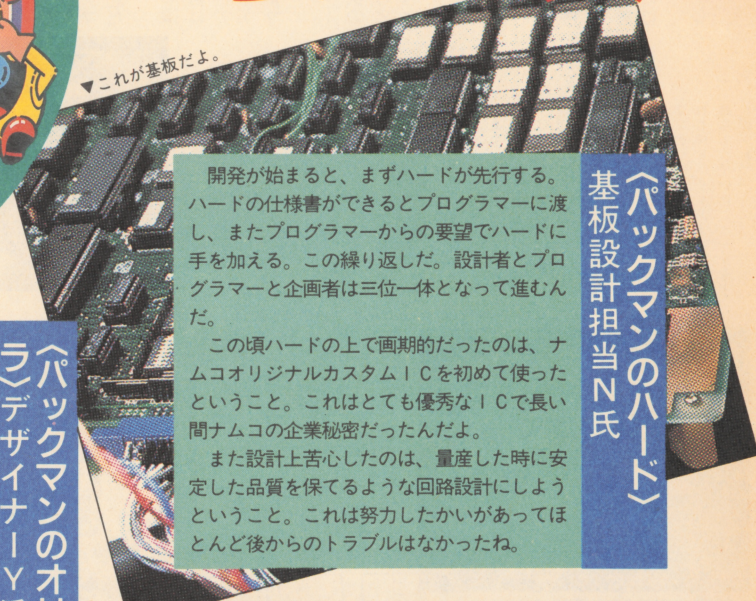 ▼これが基板だよ。
〈パックマンのハード〉
基板設計担当N氏
開発が始まると、まずハードが先行する。
ハードの仕様書ができるとプログラマーに渡
し、またプログラマーからの要望でハードに
手を加える。この繰り返しだ。設計者とプロ
グラマーと企画者は三位一体となって進むん
だ。
この頃ハードの上で画期的だったのは、ナ
ムコオリジナルカスタムICを初めて使った
ということ。これはとても優秀なICで長い
間ナムコの企業秘密だったんだよ。
また設計上苦心したのは、量産した時に安
定した品質を保てるような回路設計にしよう
ということ。これは努力したかいがあってほ
とんど後からのトラブルはなかったね。
〈パックマンのオ
ラ〉デザイナーY